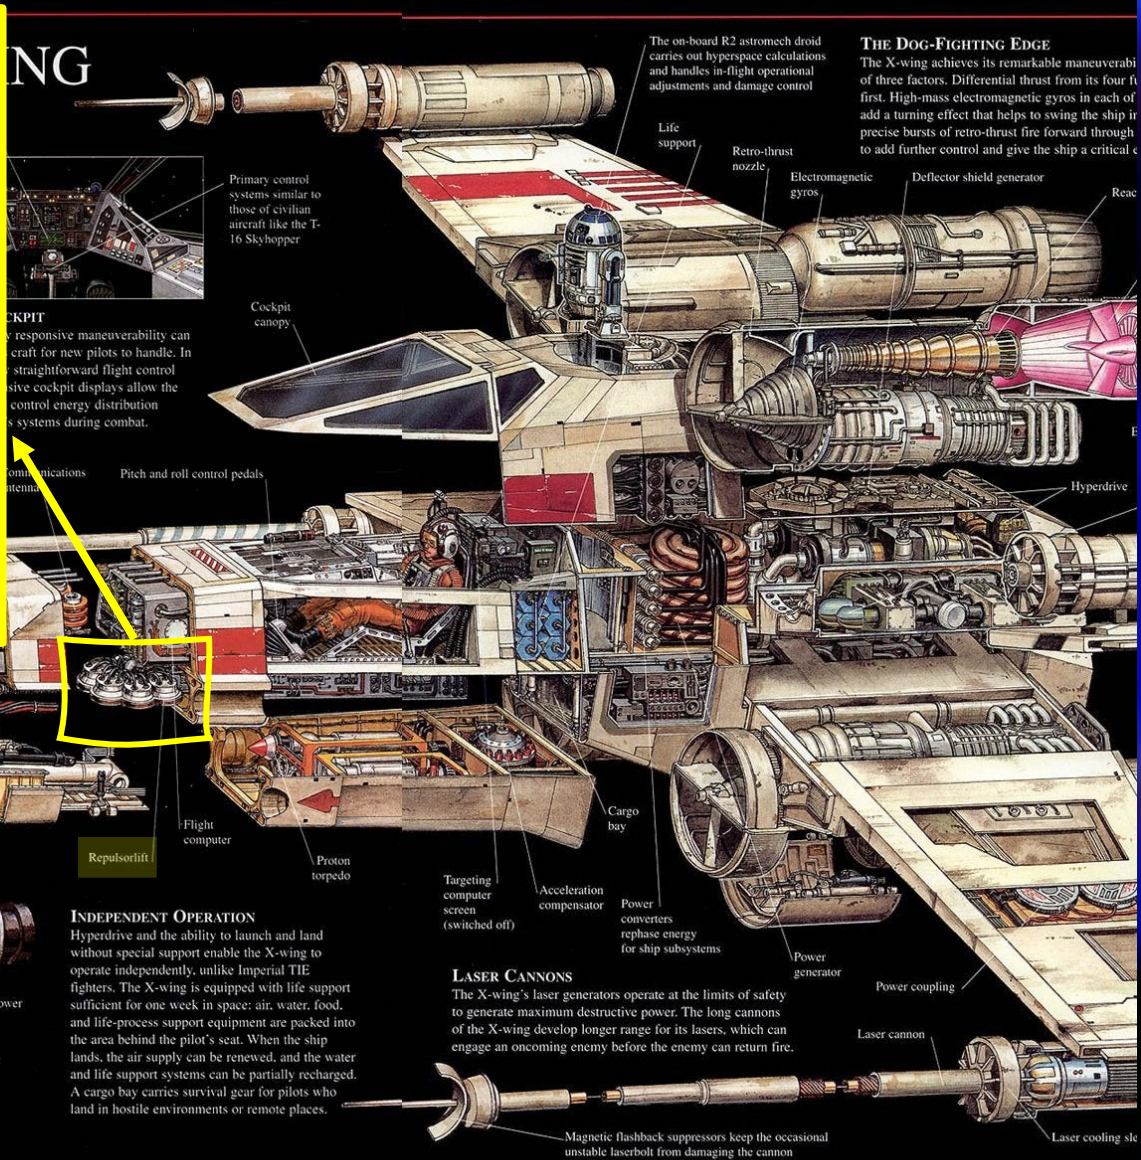 ING
The on-board R2 astromech droid
carries out hyperspace calculations
and handles in-flight operational
adjustments and damage control
THE DOG-FIGHTING EDGE
The X-wing achieves its remarkable
of three factors. Differential thrust from its four
first. High-mass electromagnetic gyros in each of
add a turning effect that helps to swing the ship
precise bursts of retro-thrust fire forward through
to add further control and give the ship a critical
Life
support
Retro-thrust
nozzle
Electromagnetic
gyros
Deflector shield generator
Reac
Primary control
systems similar to
those of civilian
aircraft like the T-
16 Skyhopper
Cockpit
canopy
CKPIT
responsive maneuverability can
craft for new pilots to handle. In
straightforward flight control
sive cockpit displays allow the
control energy distribution
s systems during combat.
ommunications
ntenna
Pitch and roll control pedals
E
Hyperdrive
Flight
computer
Repulsorlift
Proton
torpedo
Targeting
computer
screen
(switched off)
Acceleration
compensator
Cargo
bay
Power
converters
rephase energy
for ship subsystems
Power
generator
Power coupling
INDEPENDENT OPERATION
Hyperdrive and the ability to launch and land
without special support enable the X-wing to
operate independently, unlike Imperial TIE
fighters. The X-wing is equipped with life support
sufficient for one week in space: air, water, food,
and life-process support equipment are packed into
the area behind the pilot's seat. When the ship
lands, the air supply can be renewed, and the water
and life support systems can be partially recharged.
A cargo bay carries survival gear for pilots who
land in hostile environments or remote places.
ower
LASER CANNONS
The X-wing's laser generators operate at the limits of safety
to generate maximum destructive power. The long cannons
of the X-wing develop longer range for its lasers, which can
engage an oncoming enemy before the enemy can return fire.
Laser cannon
Magnetic flashback suppressors keep the occasional
unstable laserbolt from damaging the cannon
Laser cooling